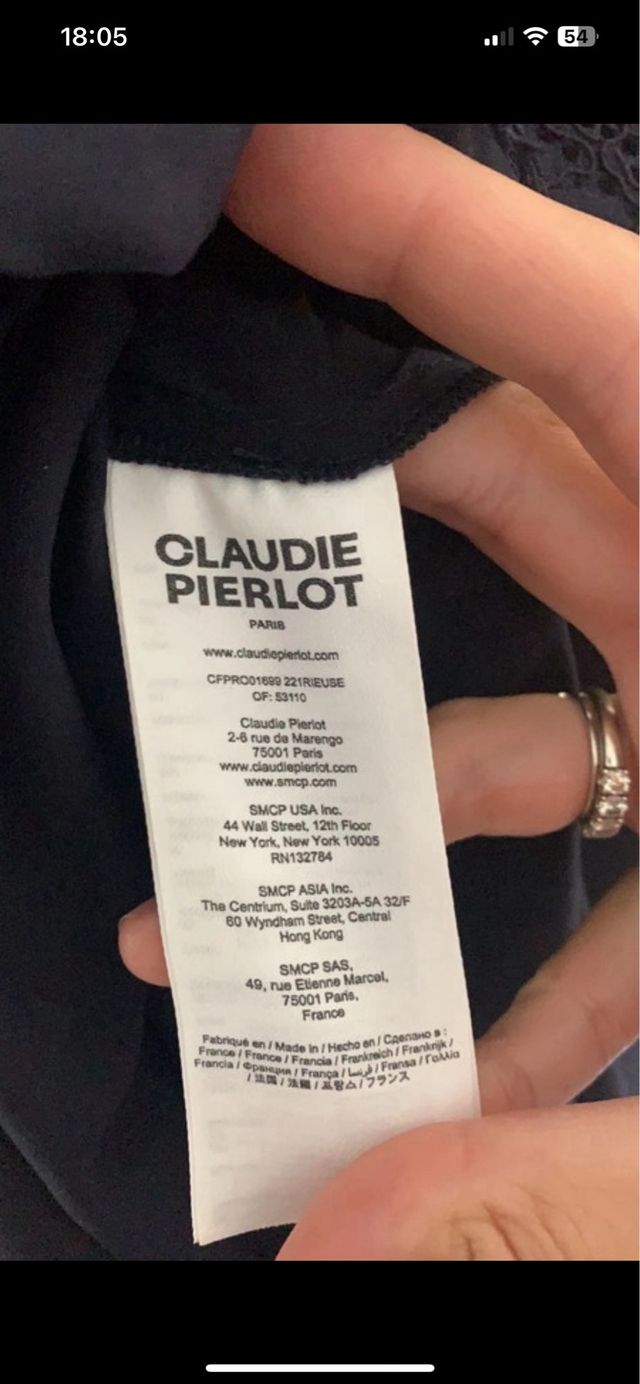 18:05
54
CLAUDIE
PIERLOT
PARIS
www.claudiepierlot.com
CFPRO01699 221RIEUSE
OF: 53110
Claudie Pierlot
2-6 rue de Marengo
75001 Paris
www.claudiepierlot.com
www.smcp.com
SMCP USA Inc.
44 Wall Street, 12th Floor
New York, New York 10005
RN132784
SMCP ASIA Inc.
The Centrium, Suite 3203A-5A 32/F
60 Wyndham Street, Central
Hong Kong
SMCP SAS,
49, rue Etienne Marcel,
75001 Paris,
France
Fabriqué en / Made in / Hecho en / Сделано в :
France / France / Francia / Frankreich / Frankrijk /
Francia / Франция / França / فرنسا / Fransa / Γαλλία
/ 法国 / 法國 / 프랑스 / フランス